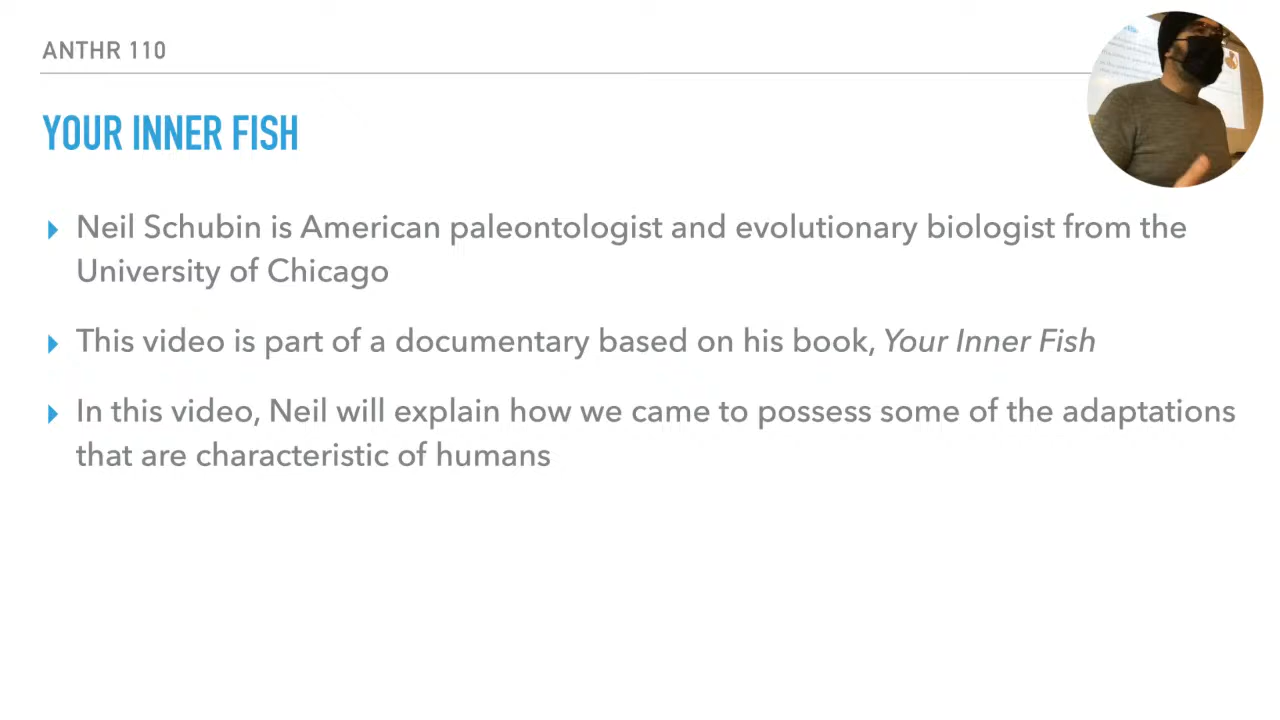 ANTHR 110
YOUR INNER FISH
Neil Schubin is American paleontologist and evolutionary biologist from the
University of Chicago
This video is part of a documentary based on his book, Your Inner Fish
In this video, Neil will explain how we came to possess some of the adaptations
that are characteristic of humans